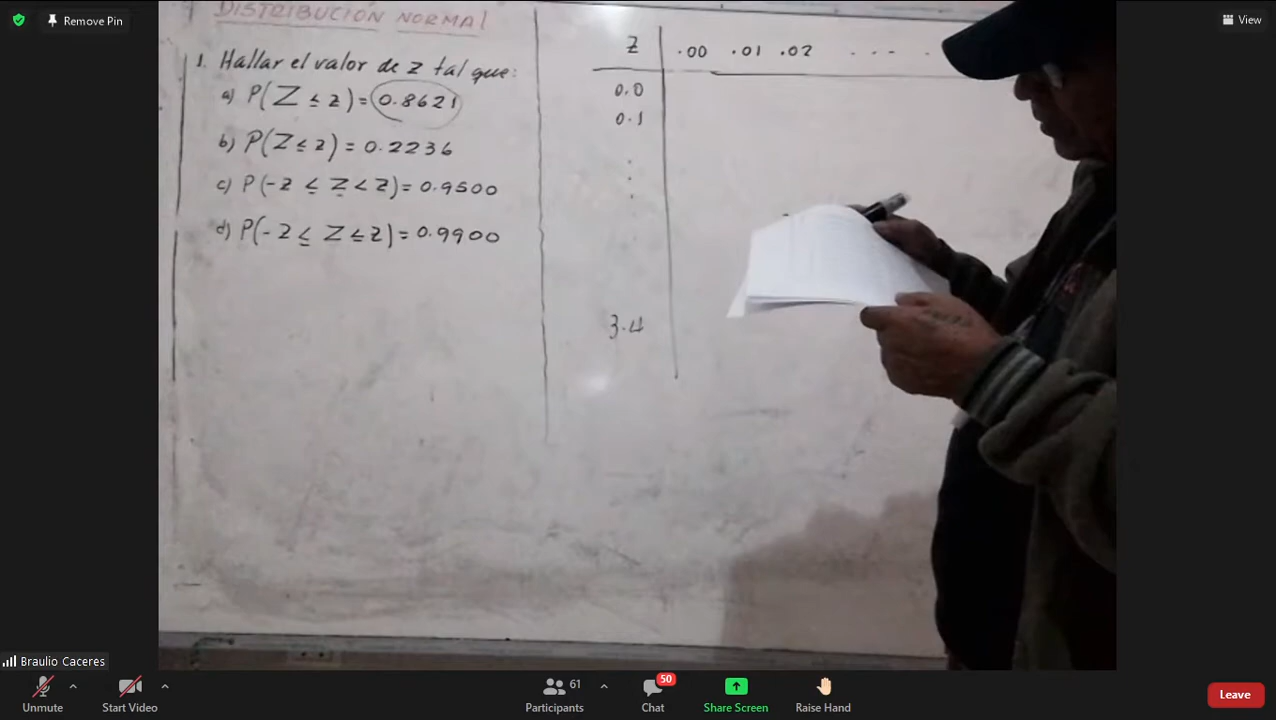 Remove Pin
View
DISTRIBUCIÓN NORMAL
1. Hallar el valor de z tal que:
a) P(Z ≤ z) = 0.8621
b) P(Z ≤ z) = 0.2236
c) P(-z ≤ Z < z) = 0.9500
d) P(-z ≤ Z ≤ z) = 0.9900
Z .00 .01 .02 . . . .
0.0
0.1
.
.
.
3.4
Braulio Caceres
Unmute
Start Video
Participants 61
Chat 50
Share Screen
Raise Hand
Leave